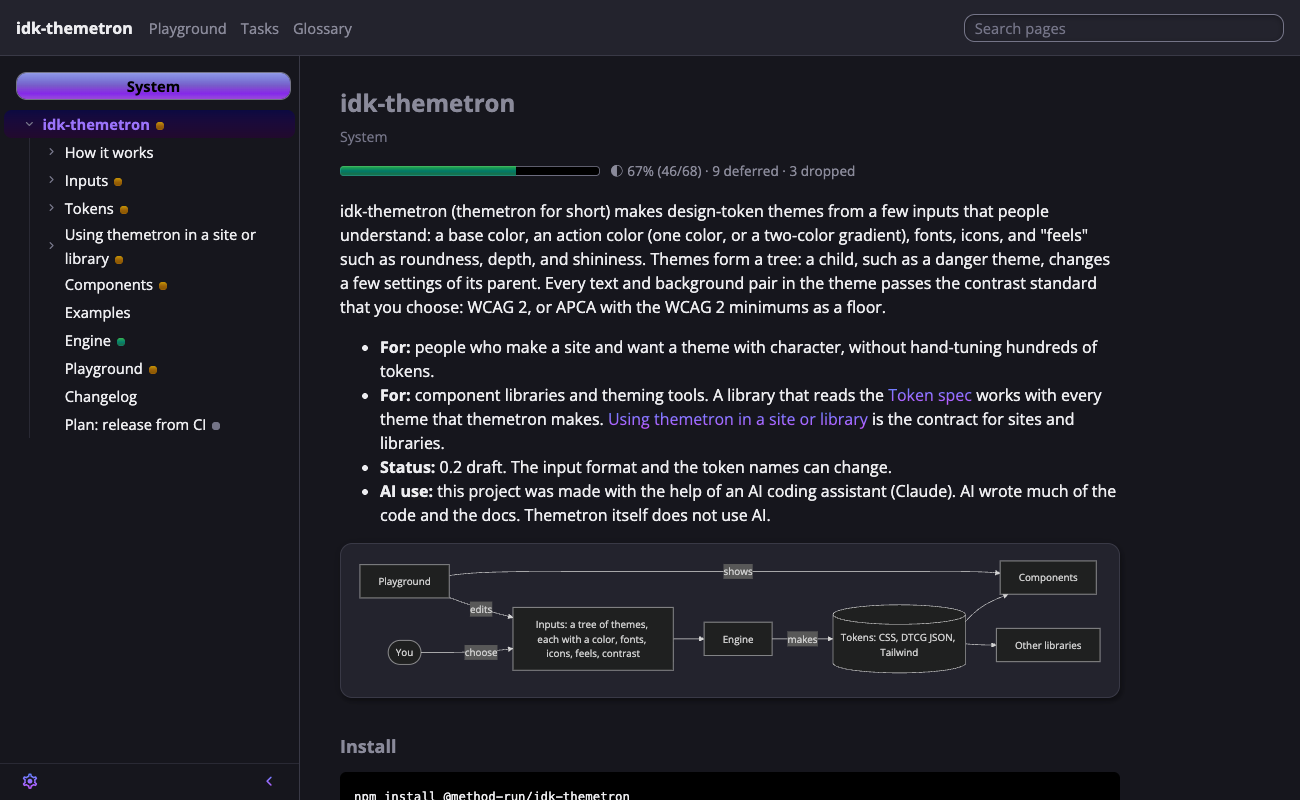 idk-themetron
Playground
Tasks
Glossary
Search pages
System
idk-themetron
How it works
Inputs
Tokens
Using themetron in a site or
library
Components
Examples
Engine
Playground
Changelog
Plan: release from CI
idk-themetron
System
67% (46/68) · 9 deferred · 3 dropped
idk-themetron (themetron for short) makes design-token themes from a few inputs that people
understand: a base color, an action color (one color, or a two-color gradient), fonts, icons, and "feels"
such as roundness, depth, and shininess. Themes form a tree: a child, such as a danger theme, changes
a few settings of its parent. Every text and background pair in the theme passes the contrast standard
that you choose: WCAG 2, or APCA with the WCAG 2 minimums as a floor.
• For: people who make a site and want a theme with character, without hand-tuning hundreds of
tokens.
• For: component libraries and theming tools. A library that reads the Token spec works with every
theme that themetron makes. Using themetron in a site or library is the contract for sites and
libraries.
• Status: 0.2 draft. The input format and the token names can change.
• AI use: this project was made with the help of an AI coding assistant (Claude). AI wrote much of the
code and the docs. Themetron itself does not use AI.
Playground
shows
Components
edits
Inputs: a tree of themes,
each with a color, fonts,
icons, feels, contrast
You
choose
Engine
makes
Tokens: CSS, DTCG JSON,
Tailwind
Other libraries
Install
npm install @method-run/idk-themetron